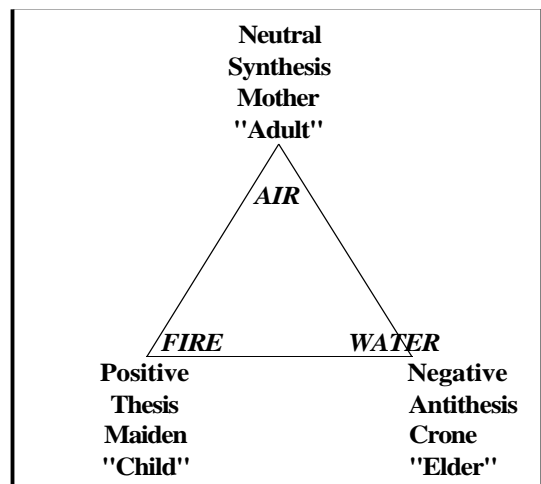 Neutral
Synthesis
Mother
"Adult"
AIR
FIRE
WATER
Positive
Thesis
Maiden
"Child"
Negative
Antithesis
Crone
"Elder"